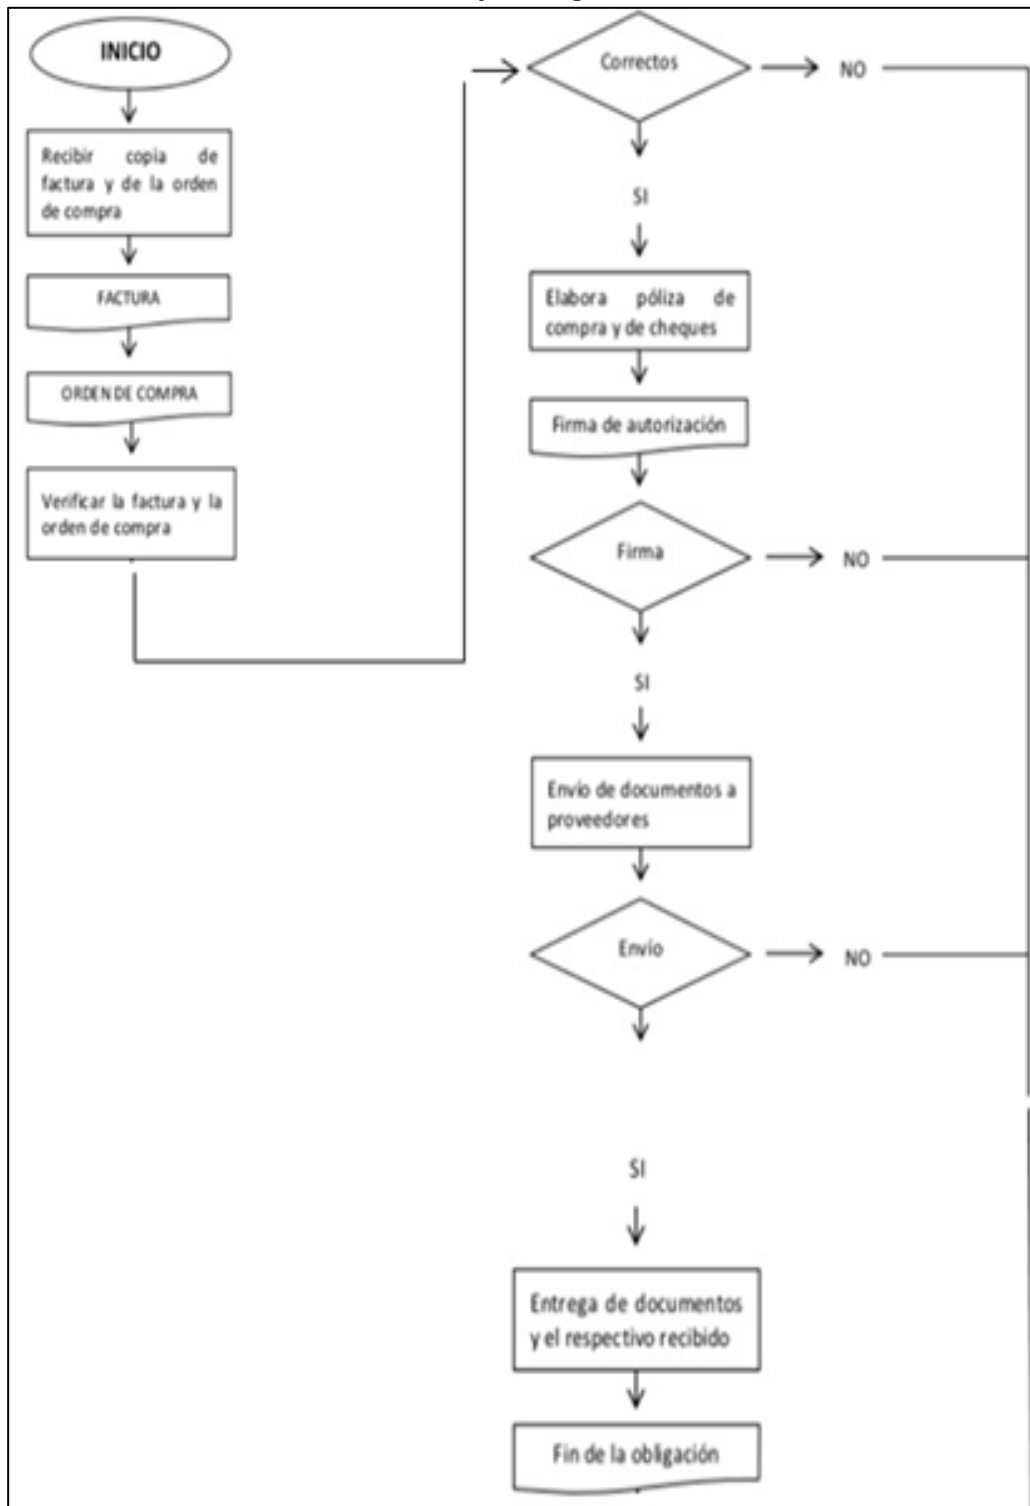 INICIO
Recibir copia de
factura y de la orden
de compra
FACTURA
ORDEN DE COMPRA
Verificar la factura y la
orden de compra
Correctos
NO
SI
Elabora póliza de
compra y de cheques
Firma de autorización
Firma
NO
SI
Envío de documentos a
proveedores
Envío
NO
SI
Entrega de documentos
y el respectivo recibido
Fin de la obligación